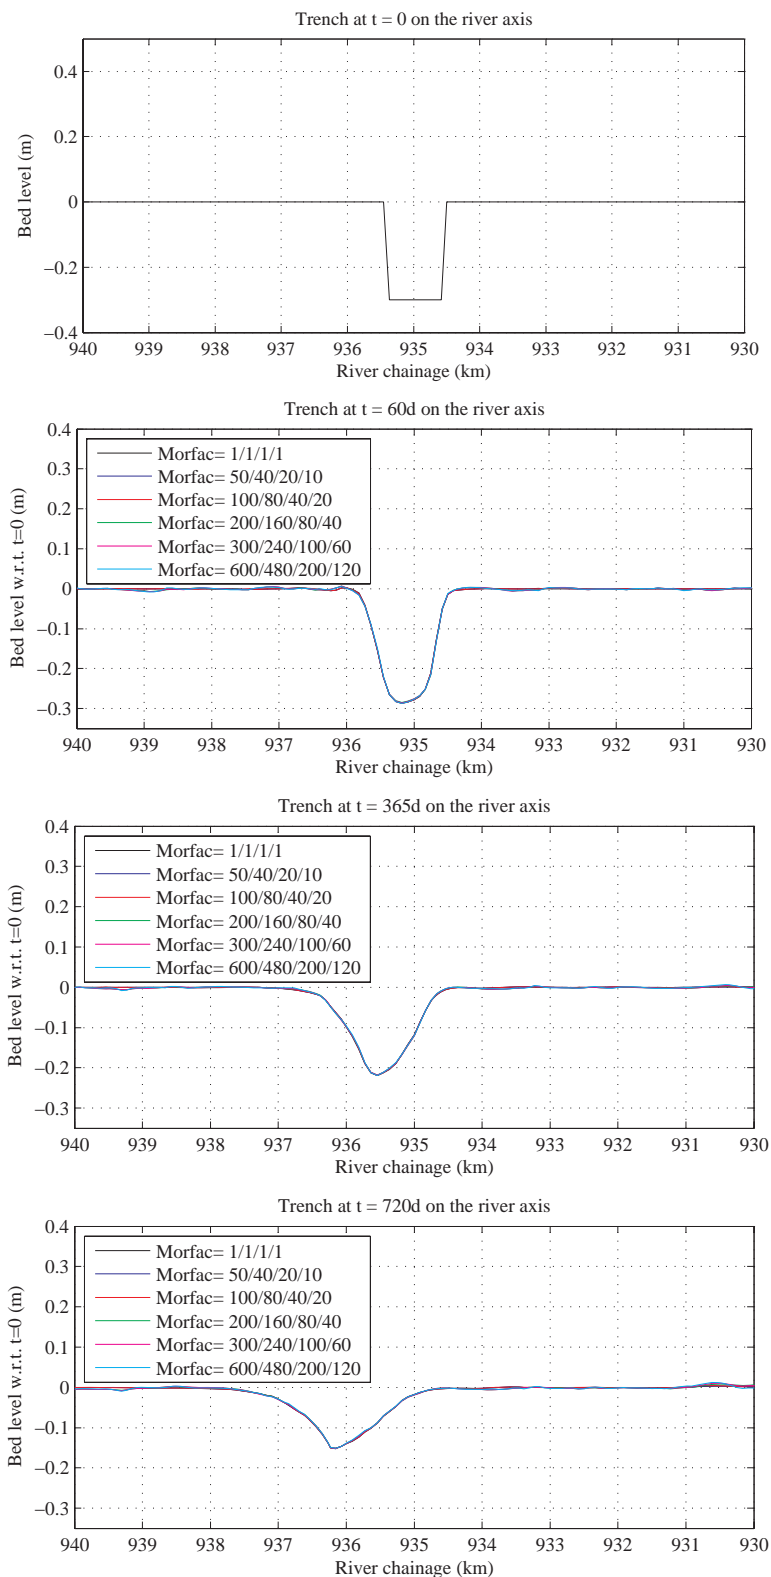 Trench at t = 0 on the river axis
Bed level (m)
0.4
0.2
0
−0.2
−0.4
940 939 938 937 936 935 934 933 932 931 930
River chainage (km)
Trench at t = 60d on the river axis
Bed level w.r.t. t=0 (m)
0.4
0.3
0.2
0.1
0
−0.1
−0.2
−0.3
Morfac= 1/1/1/1
Morfac= 50/40/20/10
Morfac= 100/80/40/20
Morfac= 200/160/80/40
Morfac= 300/240/100/60
Morfac= 600/480/200/120
940 939 938 937 936 935 934 933 932 931 930
River chainage (km)
Trench at t = 365d on the river axis
Bed level w.r.t. t=0 (m)
0.4
0.3
0.2
0.1
0
−0.1
−0.2
−0.3
Morfac= 1/1/1/1
Morfac= 50/40/20/10
Morfac= 100/80/40/20
Morfac= 200/160/80/40
Morfac= 300/240/100/60
Morfac= 600/480/200/120
940 939 938 937 936 935 934 933 932 931 930
River chainage (km)
Trench at t = 720d on the river axis
Bed level w.r.t. t=0 (m)
0.4
0.3
0.2
0.1
0
−0.1
−0.2
−0.3
Morfac= 1/1/1/1
Morfac= 50/40/20/10
Morfac= 100/80/40/20
Morfac= 200/160/80/40
Morfac= 300/240/100/60
Morfac= 600/480/200/120
940 939 938 937 936 935 934 933 932 931 930
River chainage (km)